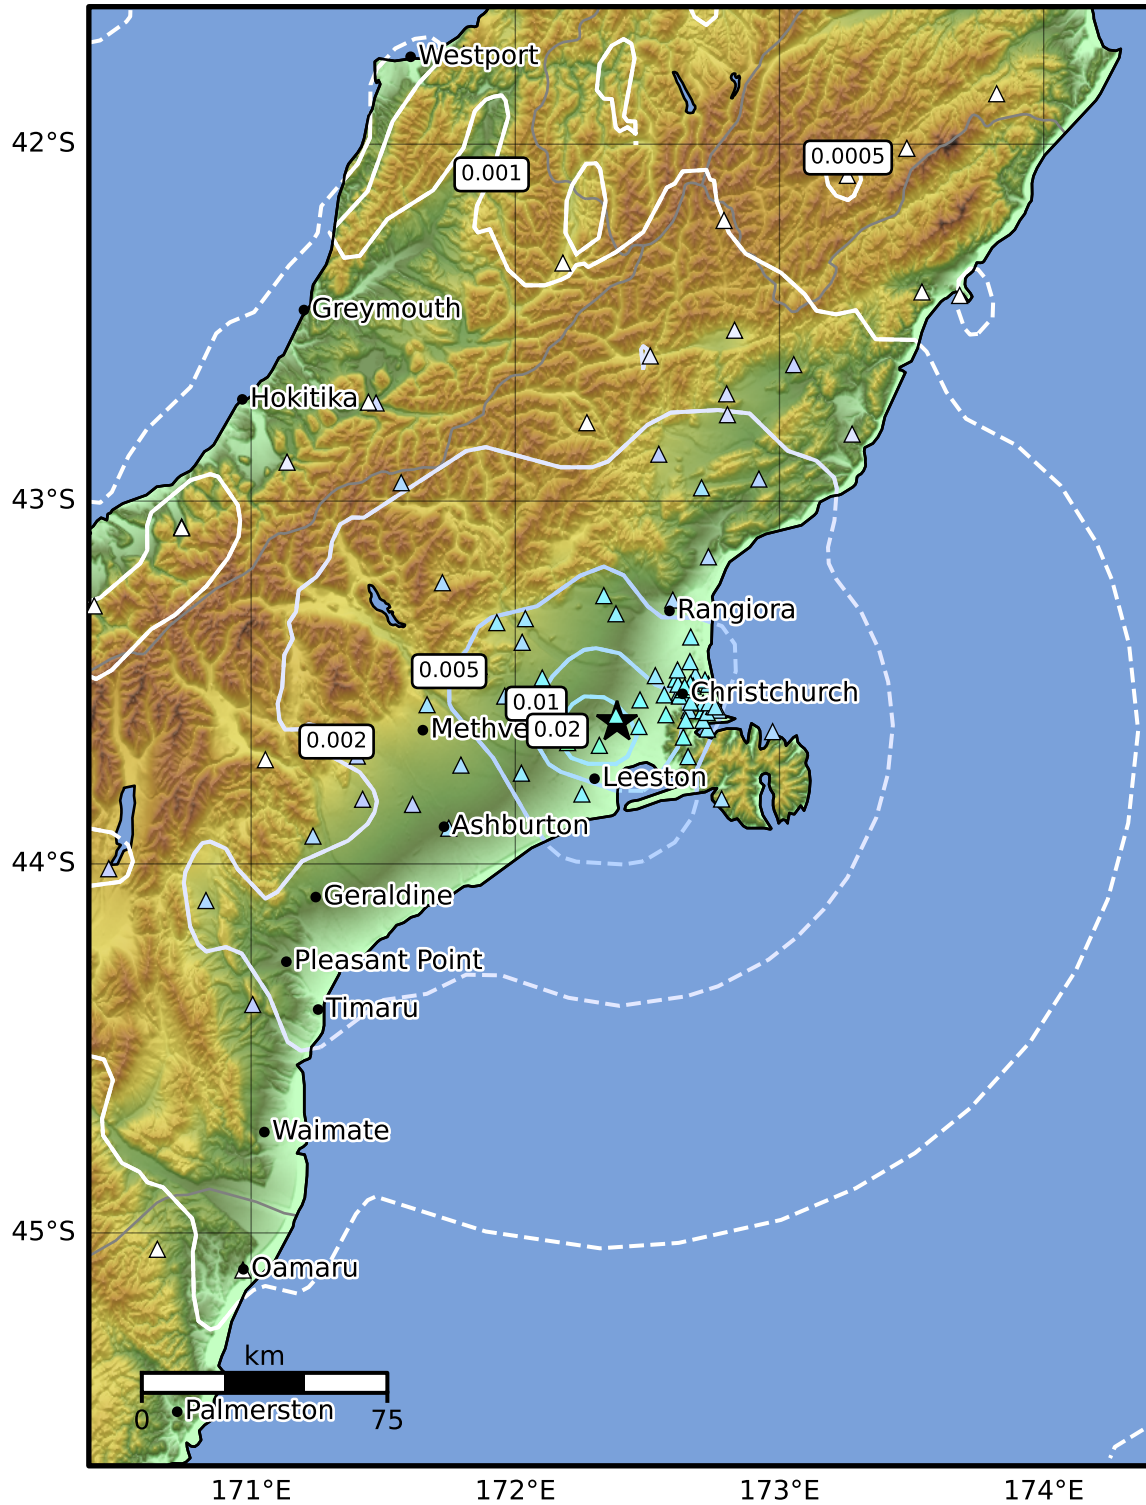 Westport
42°S
0.0005
0.001
Greymouth
Hokitika
43°S
Rangiora
0.005
Christchurch
0.01
Methve
0.02
0.002
Leeston
Ashburton
44°S
Geraldine
Pleasant Point
Timaru
Waimate
45°S
Oamaru
km
0 75
Palmerston
171°E 172°E 173°E 174°E